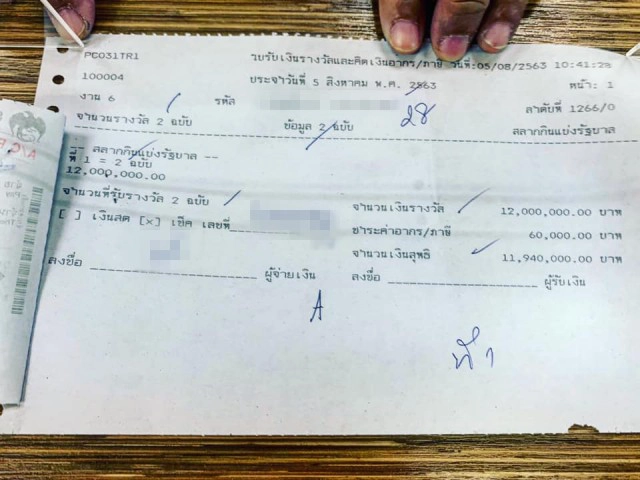 PC031TR1 ใบรับเงินรางวัลและคิดเงินอากร/ภาษี วันที่:05/08/2563 10:41:28
100004 ประจำวันที่ 5 สิงหาคม พ.ศ. 2563 หน้า: 1
งาน 6 รหัส ลำดับที่ 1266/0
จำนวนรางวัล 2 ฉบับ ข้อมูล 2 ฉบับ 28 สลากกินแบ่งรัฐบาล
-- สลากกินแบ่งรัฐบาล --
ที่ 1 = 2 ฉบับ
12,000,000.00
จำนวนที่รับรางวัล 2 ฉบับ จำนวนเงินรางวัล 12,000,000.00 บาท
[ ] เงินสด [x] เช็ค เลขที่ ชำระค่าอากร/ภาษี 60,000.00 บาท
จำนวนเงินสุทธิ 11,940,000.00 บาท
ลงชื่อ ผู้จ่ายเงิน ลงชื่อ ผู้รับเงิน
A